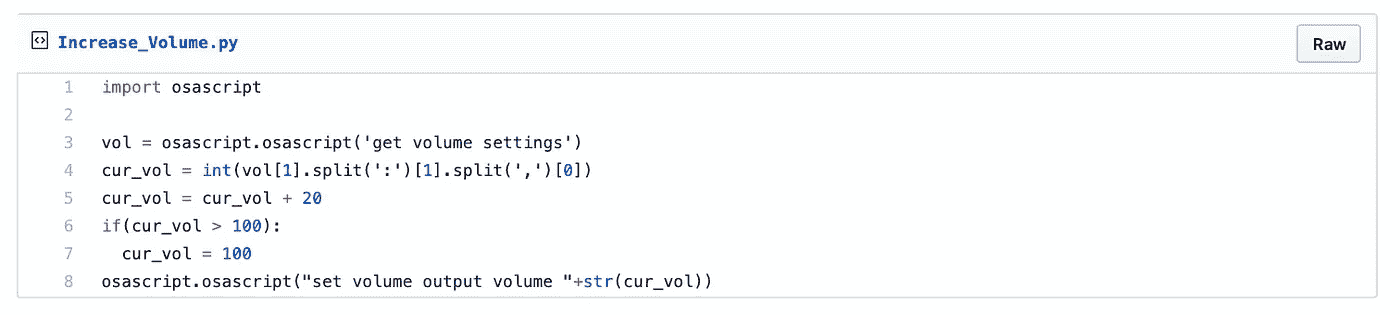 Increase_Volume.py
Raw
1 import osascript
2
3 vol = osascript.osascript('get volume settings')
4 cur_vol = int(vol[1].split(':')[1].split(',')[0])
5 cur_vol = cur_vol + 20
6 if(cur_vol > 100):
7   cur_vol = 100
8 osascript.osascript("set volume output volume "+str(cur_vol))